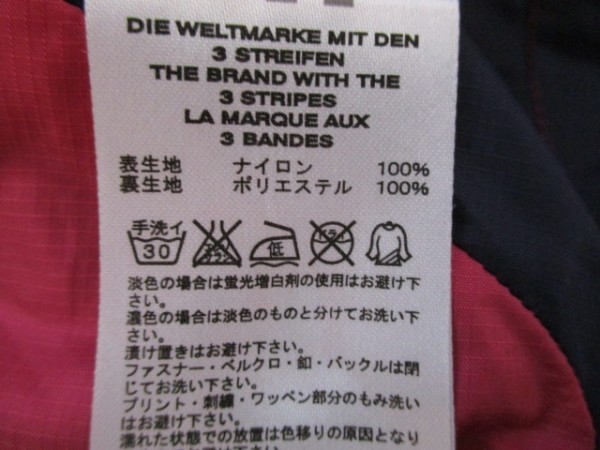 DIE WELTMARKE MIT DEN
3 STREIFEN
THE BRAND WITH THE
3 STRIPES
LA MARQUE AUX
3 BANDES
表生地 ナイロン 100%
裏生地 ポリエステル 100%
手洗イ
30
低
淡色の場合は蛍光増白剤の使用はお避け下
さい。
濃色の場合は淡色のものと分けてお洗い下
さい。
漬け置きはお避け下さい。
ファスナー・ベルクロ・釦・バックルは閉
じてお洗い下さい。
プリント・刺繍・ワッペン部分のもみ洗い
はお避け下さい。
濡れた状態での放置は色移りの原因となり